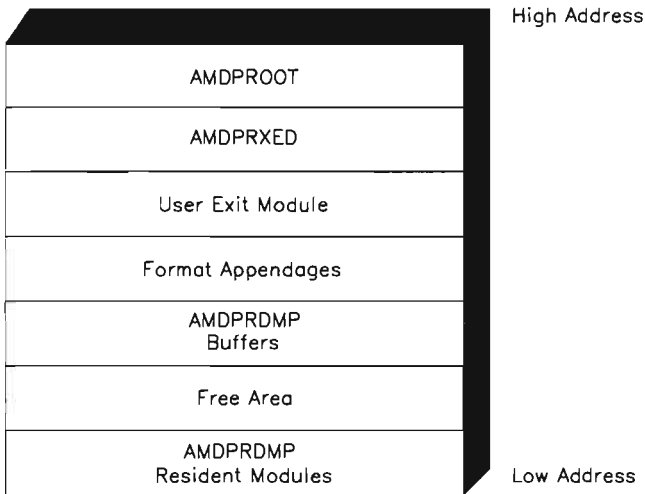 High Address
AMDPROOT
AMDPRXED
User Exit Module
Format Appendages
AMDPRDMP
Buffers
Free Area
AMDPRDMP
Resident Modules
Low Address